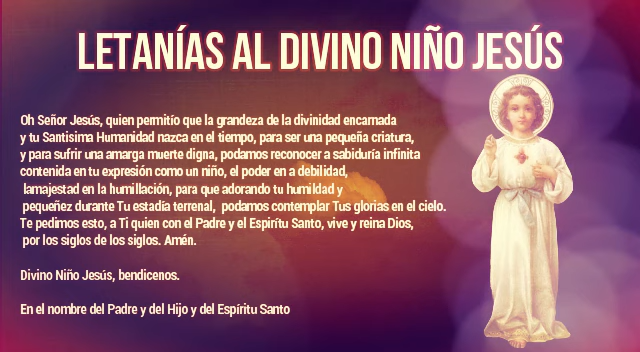 LETANÍAS AL DIVINO NIÑO JESÚS
Oh Señor Jesús, quien permitío que la grandeza de la divinidad encarnada
y tu Santisima Humanidad nazca en el tiempo, para ser una pequeña criatura,
y para sufrir una amarga muerte digna, podamos reconocer a sabiduría infinita
contenida en tu expresión como un niño, el poder en a debilidad,
lamajestad en la humillación, para que adorando tu humildad y
pequeñez durante Tu estadía terrenal, podamos contemplar Tus glorias en el cielo.
Te pedimos esto, a Ti quien con el Padre y el Espiritu Santo, vive y reina Dios,
por los siglos de los siglos. Amén.
Divino Niño Jesús, bendicenos.
En el nombre del Padre y del Hijo y del Espíritu Santo